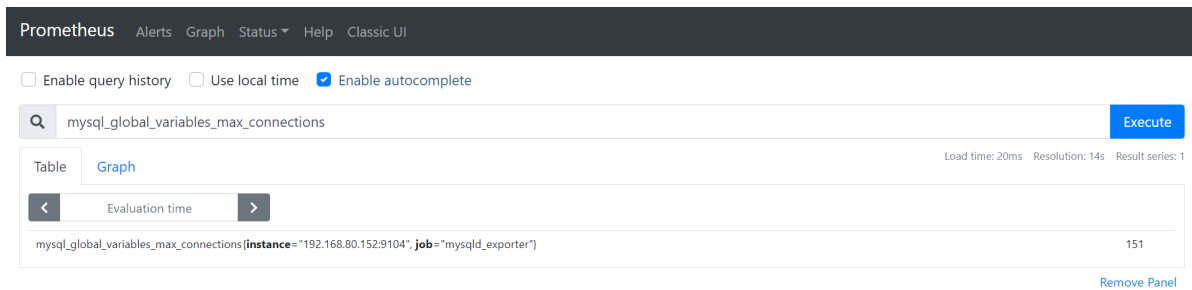 Prometheus Alerts Graph Status Help Classic UI
Enable query history Use local time Enable autocomplete
mysql_global_variables_max_connections Execute
Load time: 20ms Resolution: 14s Result series: 1
Table Graph
Evaluation time
mysql_global_variables_max_connections{instance="192.168.80.152:9104", job="mysqld_exporter"} 151
Remove Panel